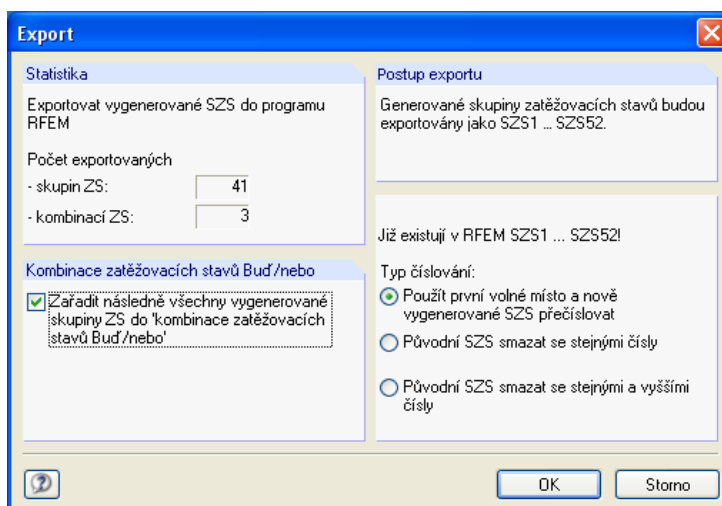 Export
Statistika
Exportovat vygenerované SZS do programu
RFEM
Počet exportovaných
- skupin ZS: 41
- kombinací ZS: 3
Kombinace zatěžovacích stavů Buď/nebo
Zařadit následně všechny vygenerované
skupiny ZS do 'kombinace zatěžovacích
stavů Buď/nebo'
Postup exportu
Generované skupiny zatěžovacích stavů budou
exportovány jako SZS1 ... SZS52.
Již existují v RFEM SZS1 ... SZS52!
Typ číslování:
Použít první volné místo a nově
vygenerované SZS přečíslovat
Původní SZS smazat se stejnými čísly
Původní SZS smazat se stejnými a vyššími
čísly
OK
Storno